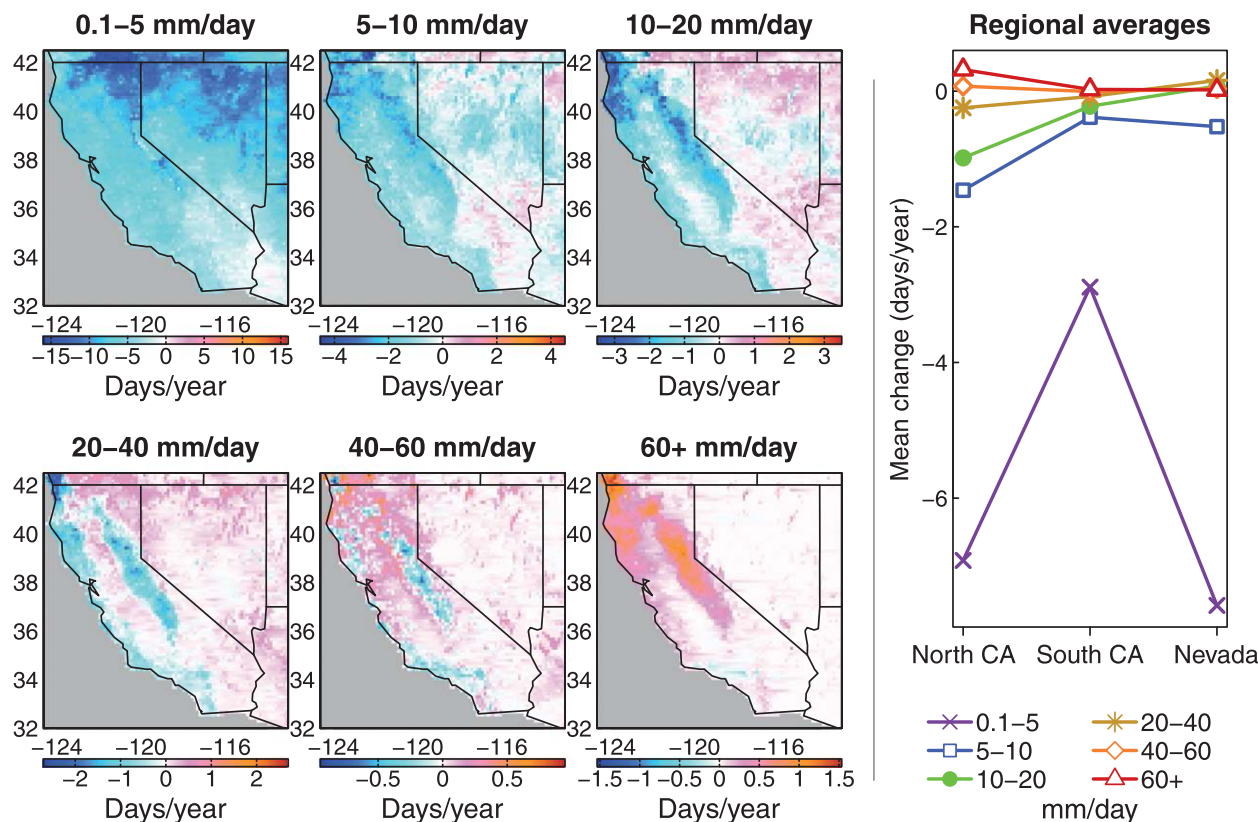 0.1–5 mm/day
5–10 mm/day
10–20 mm/day
Regional averages
42
40
38
36
34
32
42
40
38
36
34
32
42
40
38
36
34
32
−124 −120 −116
−124 −120 −116
−124 −120 −116
−15 −10 −5 0 5 10 15
−4 −2 0 2 4
−3 −2 −1 0 1 2 3
Days/year
Days/year
Days/year
20–40 mm/day
40–60 mm/day
60+ mm/day
42
40
38
36
34
32
42
40
38
36
34
32
42
40
38
36
34
32
−124 −120 −116
−124 −120 −116
−124 −120 −116
−2 −1 0 1 2
−0.5 0 0.5
−1.5 −1 −0.5 0 0.5 1 1.5
Days/year
Days/year
Days/year
Mean change (days/year)
0
−2
−4
−6
North CA South CA Nevada
0.1–5
5–10
10–20
20–40
40–60
60+
mm/day